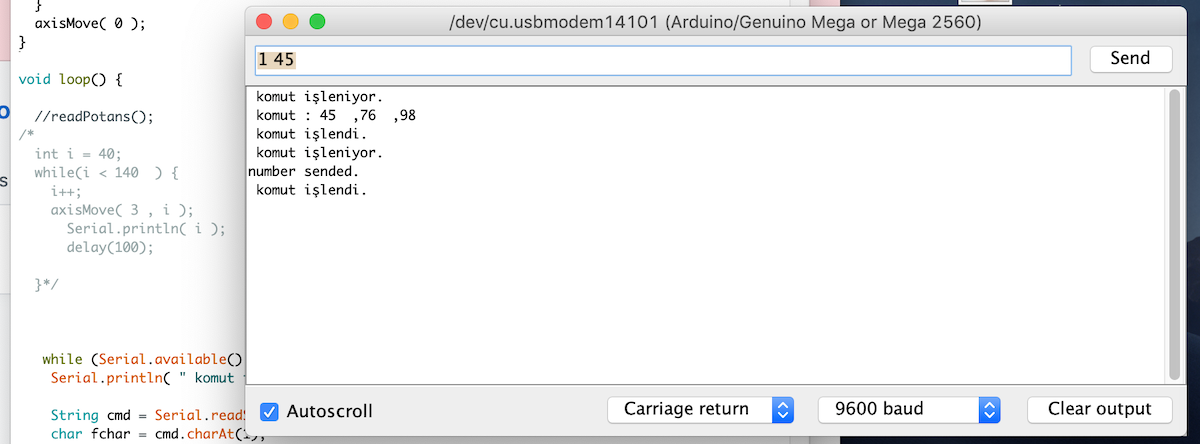 }
axisMove( 0 );
}
void loop() {
//readPotans();
/*
int i = 40;
while(i < 140  ) {
i++;
axisMove( 3 , i );
Serial.println( i );
delay(100);
}*/
while (Serial.available()
Serial.println( " komut
String cmd = Serial.read
char fchar = cmd.charAt(
/dev/cu.usbmodem14101 (Arduino/Genuino Mega or Mega 2560)
1 45
Send
komut işleniyor.
komut : 45  ,76  ,98
komut işlendi.
komut işleniyor.
number sended.
komut işlendi.
Autoscroll
Carriage return
9600 baud
Clear output